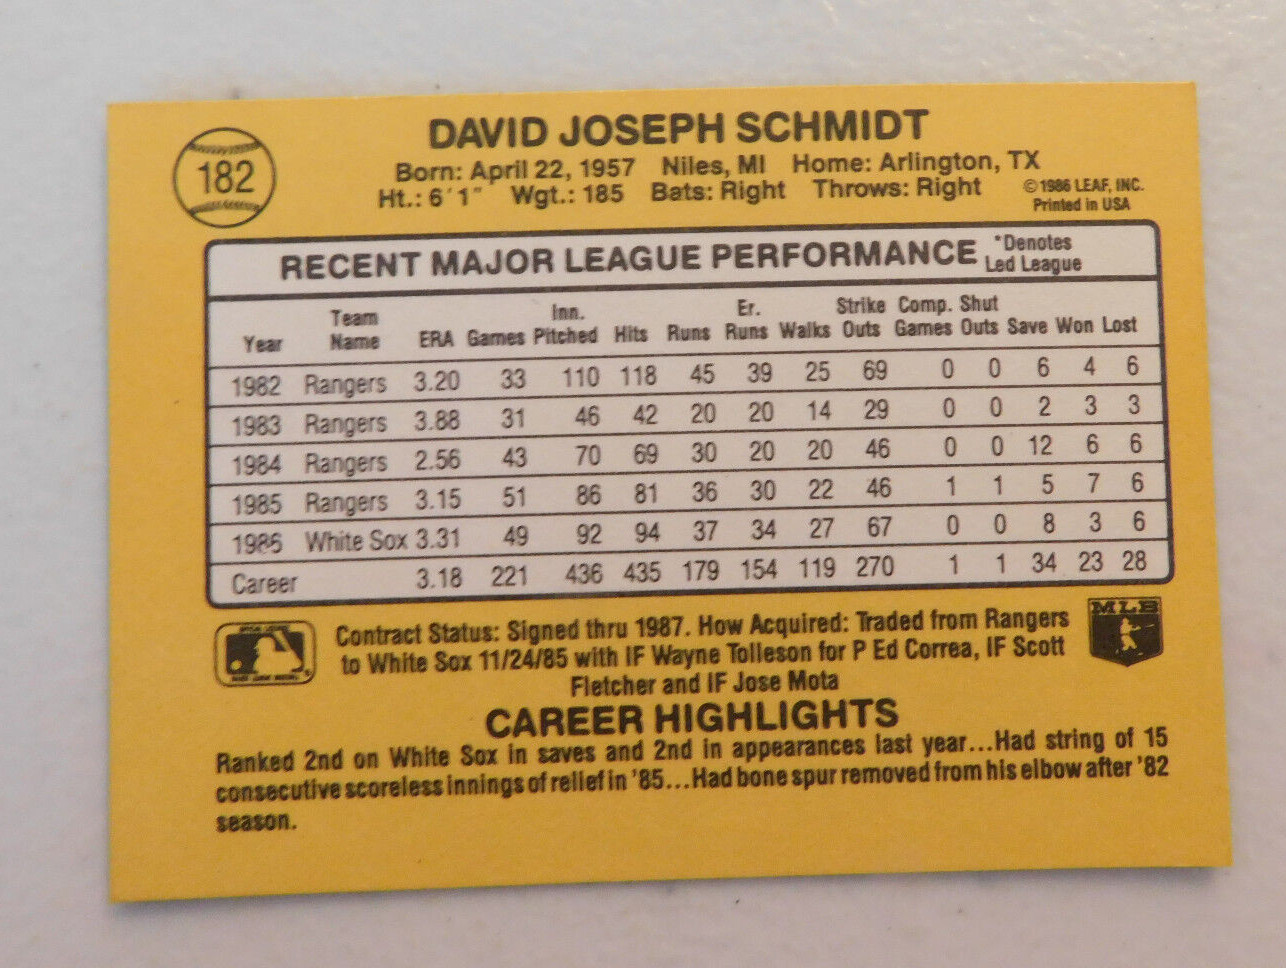 182
DAVID JOSEPH SCHMIDT
Born: April 22, 1957 Niles, MI Home: Arlington, TX
Ht.: 6´1" Wgt.: 185 Bats: Right Throws: Right
©1986 LEAF, INC.
Printed in USA
RECENT MAJOR LEAGUE PERFORMANCE
*Denotes
Led League
Year Team Name ERA Games Inn. Pitched Hits Runs Er. Runs Walks Strike Outs Comp. Games Shut Outs Save Won Lost
1982 Rangers 3.20 33 110 118 45 39 25 69 0 0 6 4 6
1983 Rangers 3.88 31 46 42 20 20 14 29 0 0 2 3 3
1984 Rangers 2.56 43 70 69 30 20 20 46 0 0 12 6 6
1985 Rangers 3.15 51 86 81 36 30 22 46 1 1 5 7 6
1986 White Sox 3.31 49 92 94 37 34 27 67 0 0 8 3 6
Career 3.18 221 436 435 179 154 119 270 1 1 34 23 28
Contract Status: Signed thru 1987. How Acquired: Traded from Rangers
to White Sox 11/24/85 with IF Wayne Tolleson for P Ed Correa, IF Scott
Fletcher and IF Jose Mota
MLB
CAREER HIGHLIGHTS
Ranked 2nd on White Sox in saves and 2nd in appearances last year...Had string of 15
consecutive scoreless innings of relief in '85...Had bone spur removed from his elbow after '82
season.